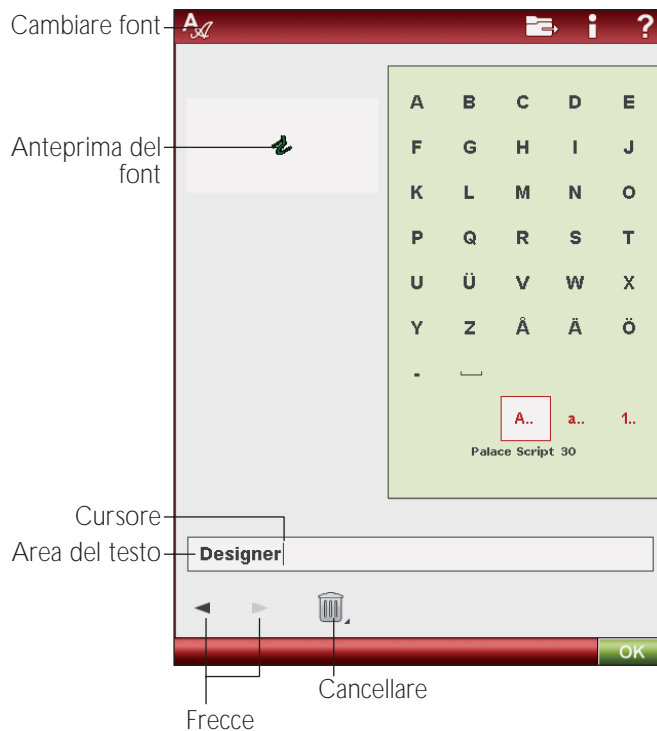 Cambiare font
A A i ?
Anteprima del
font
r
A B C D E
F G H I J
K L M N O
P Q R S T
U Ü V W X
Y Z Å Ä Ö
-
A.. a.. 1..
Palace Script 30
Cursore
Area del testo
Designer
OK
Cancellare
Frecce